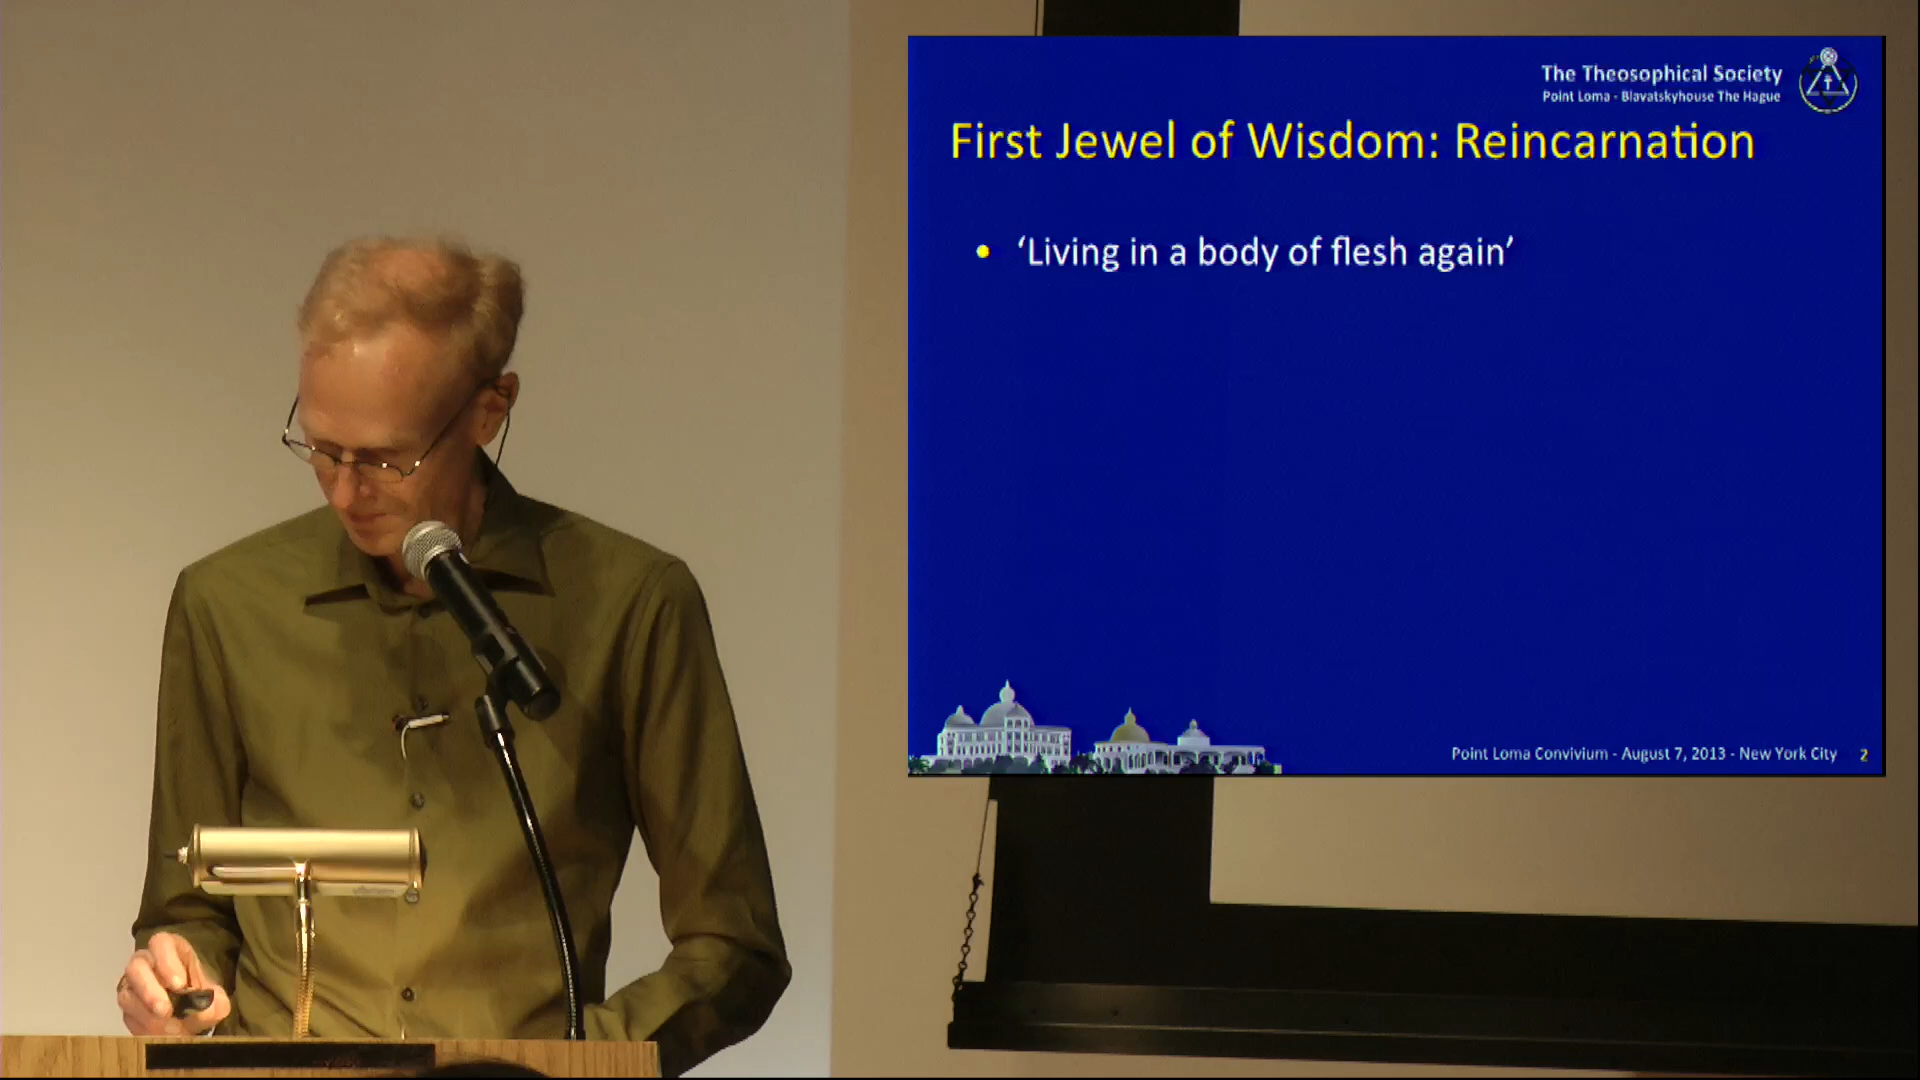 The Theosophical Society
Point Loma - Blavatskyhouse The Hague
First Jewel of Wisdom: Reincarnation
• ‘Living in a body of flesh again’
Point Loma Convivium - August 7, 2013 - New York City 2